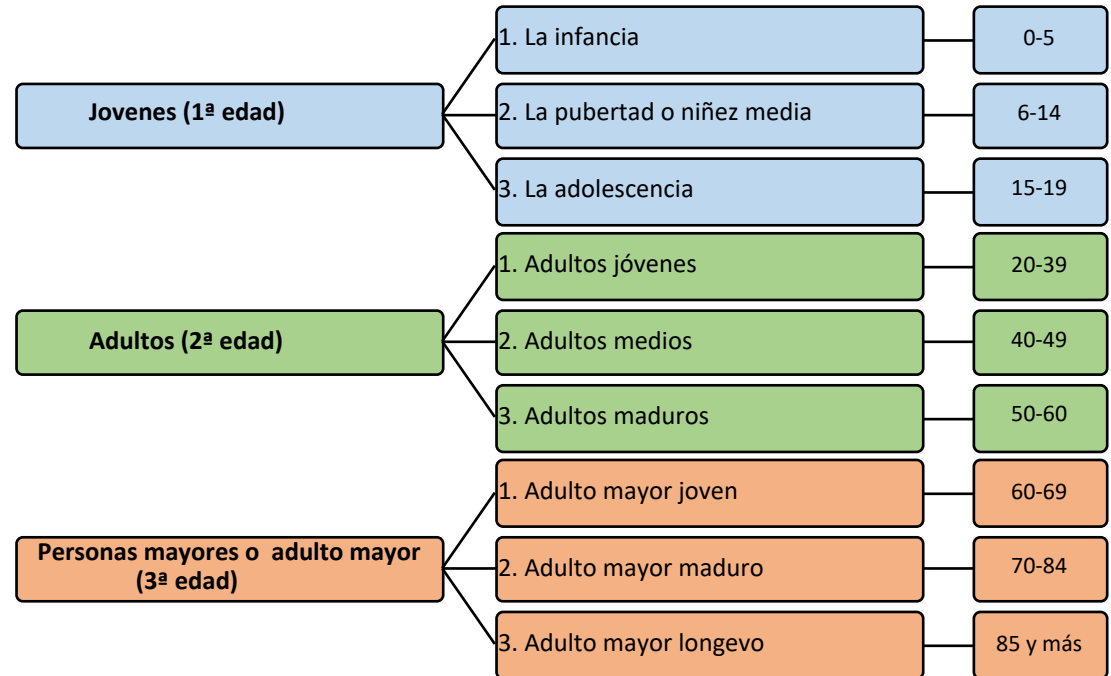 Jovenes (1ª edad)
1. La infancia
0-5
2. La pubertad o niñez media
6-14
3. La adolescencia
15-19
Adultos (2ª edad)
1. Adultos jóvenes
20-39
2. Adultos medios
40-49
3. Adultos maduros
50-60
Personas mayores o adulto mayor
(3ª edad)
1. Adulto mayor joven
60-69
2. Adulto mayor maduro
70-84
3. Adulto mayor longevo
85 y más